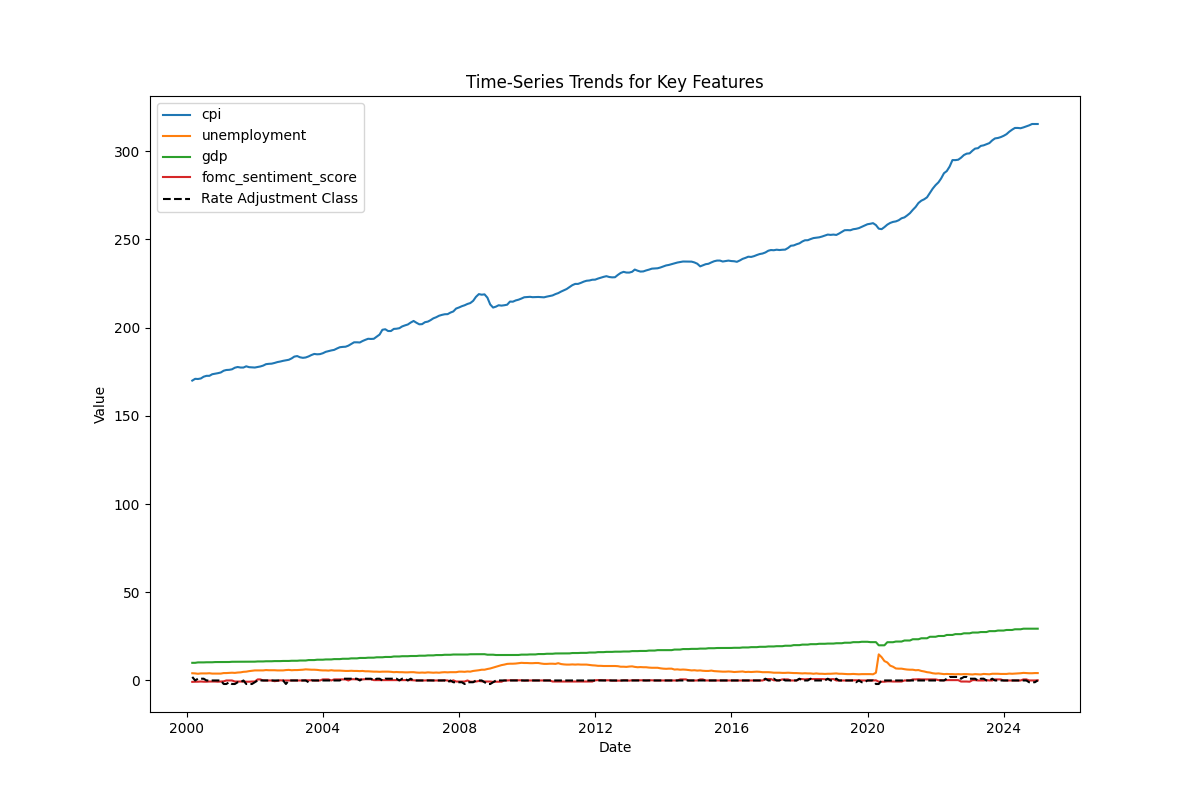 Time-Series Trends for Key Features
cpi
unemployment
gdp
fomc_sentiment_score
Rate Adjustment Class
300
250
200
150
100
50
0
Value
2000 2004 2008 2012 2016 2020 2024
Date